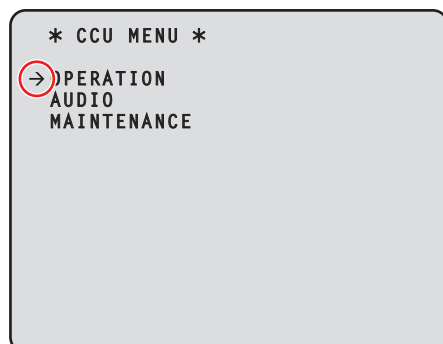 * CCU MENU *
→OPERATION
AUDIO
MAINTENANCE